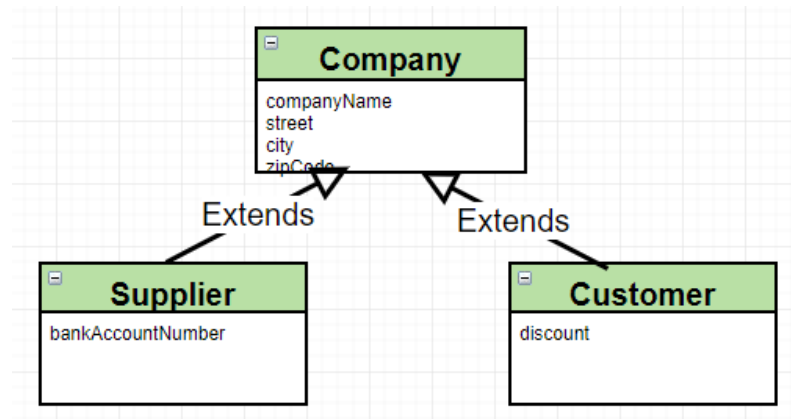 Company
companyName
street
city
zipCode
Extends
Extends
Supplier
bankAccountNumber
Customer
discount